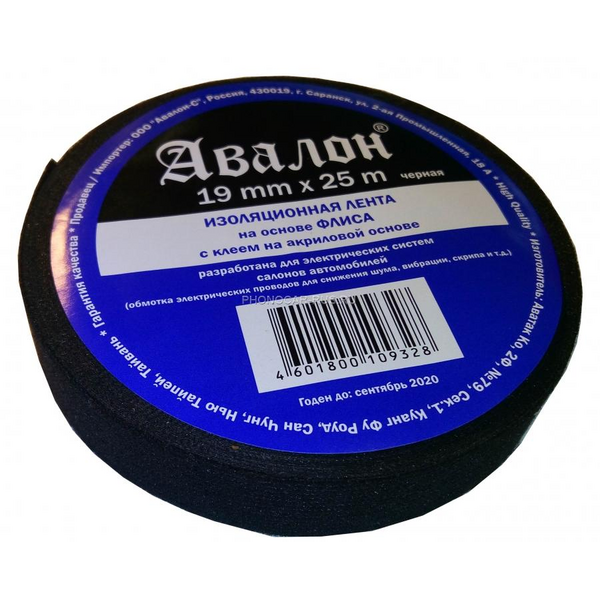 * Гарантия качества * Продавец / Импортер: ООО "Авалон-С", Россия, 430019, г. Саранск, ул. 2-ая Промышленная, 18 А * High Quality * Изготовитель: Аватак Ко, 2Ф, №79, Сек.1, Куанг Фу Роуд, Сан Чунг, Нью Тайпей, Тайвань
Авалон®
19 mm x 25 m черная
ИЗОЛЯЦИОННАЯ ЛЕНТА
на основе ФЛИСА
с клеем на акриловой основе
разработана для электрических систем
салонов автомобилей
(обмотка электрических проводов для снижения шума, вибрации, скрипа и т.д.)
4 601800 109328
Годен до: сентябрь 2020